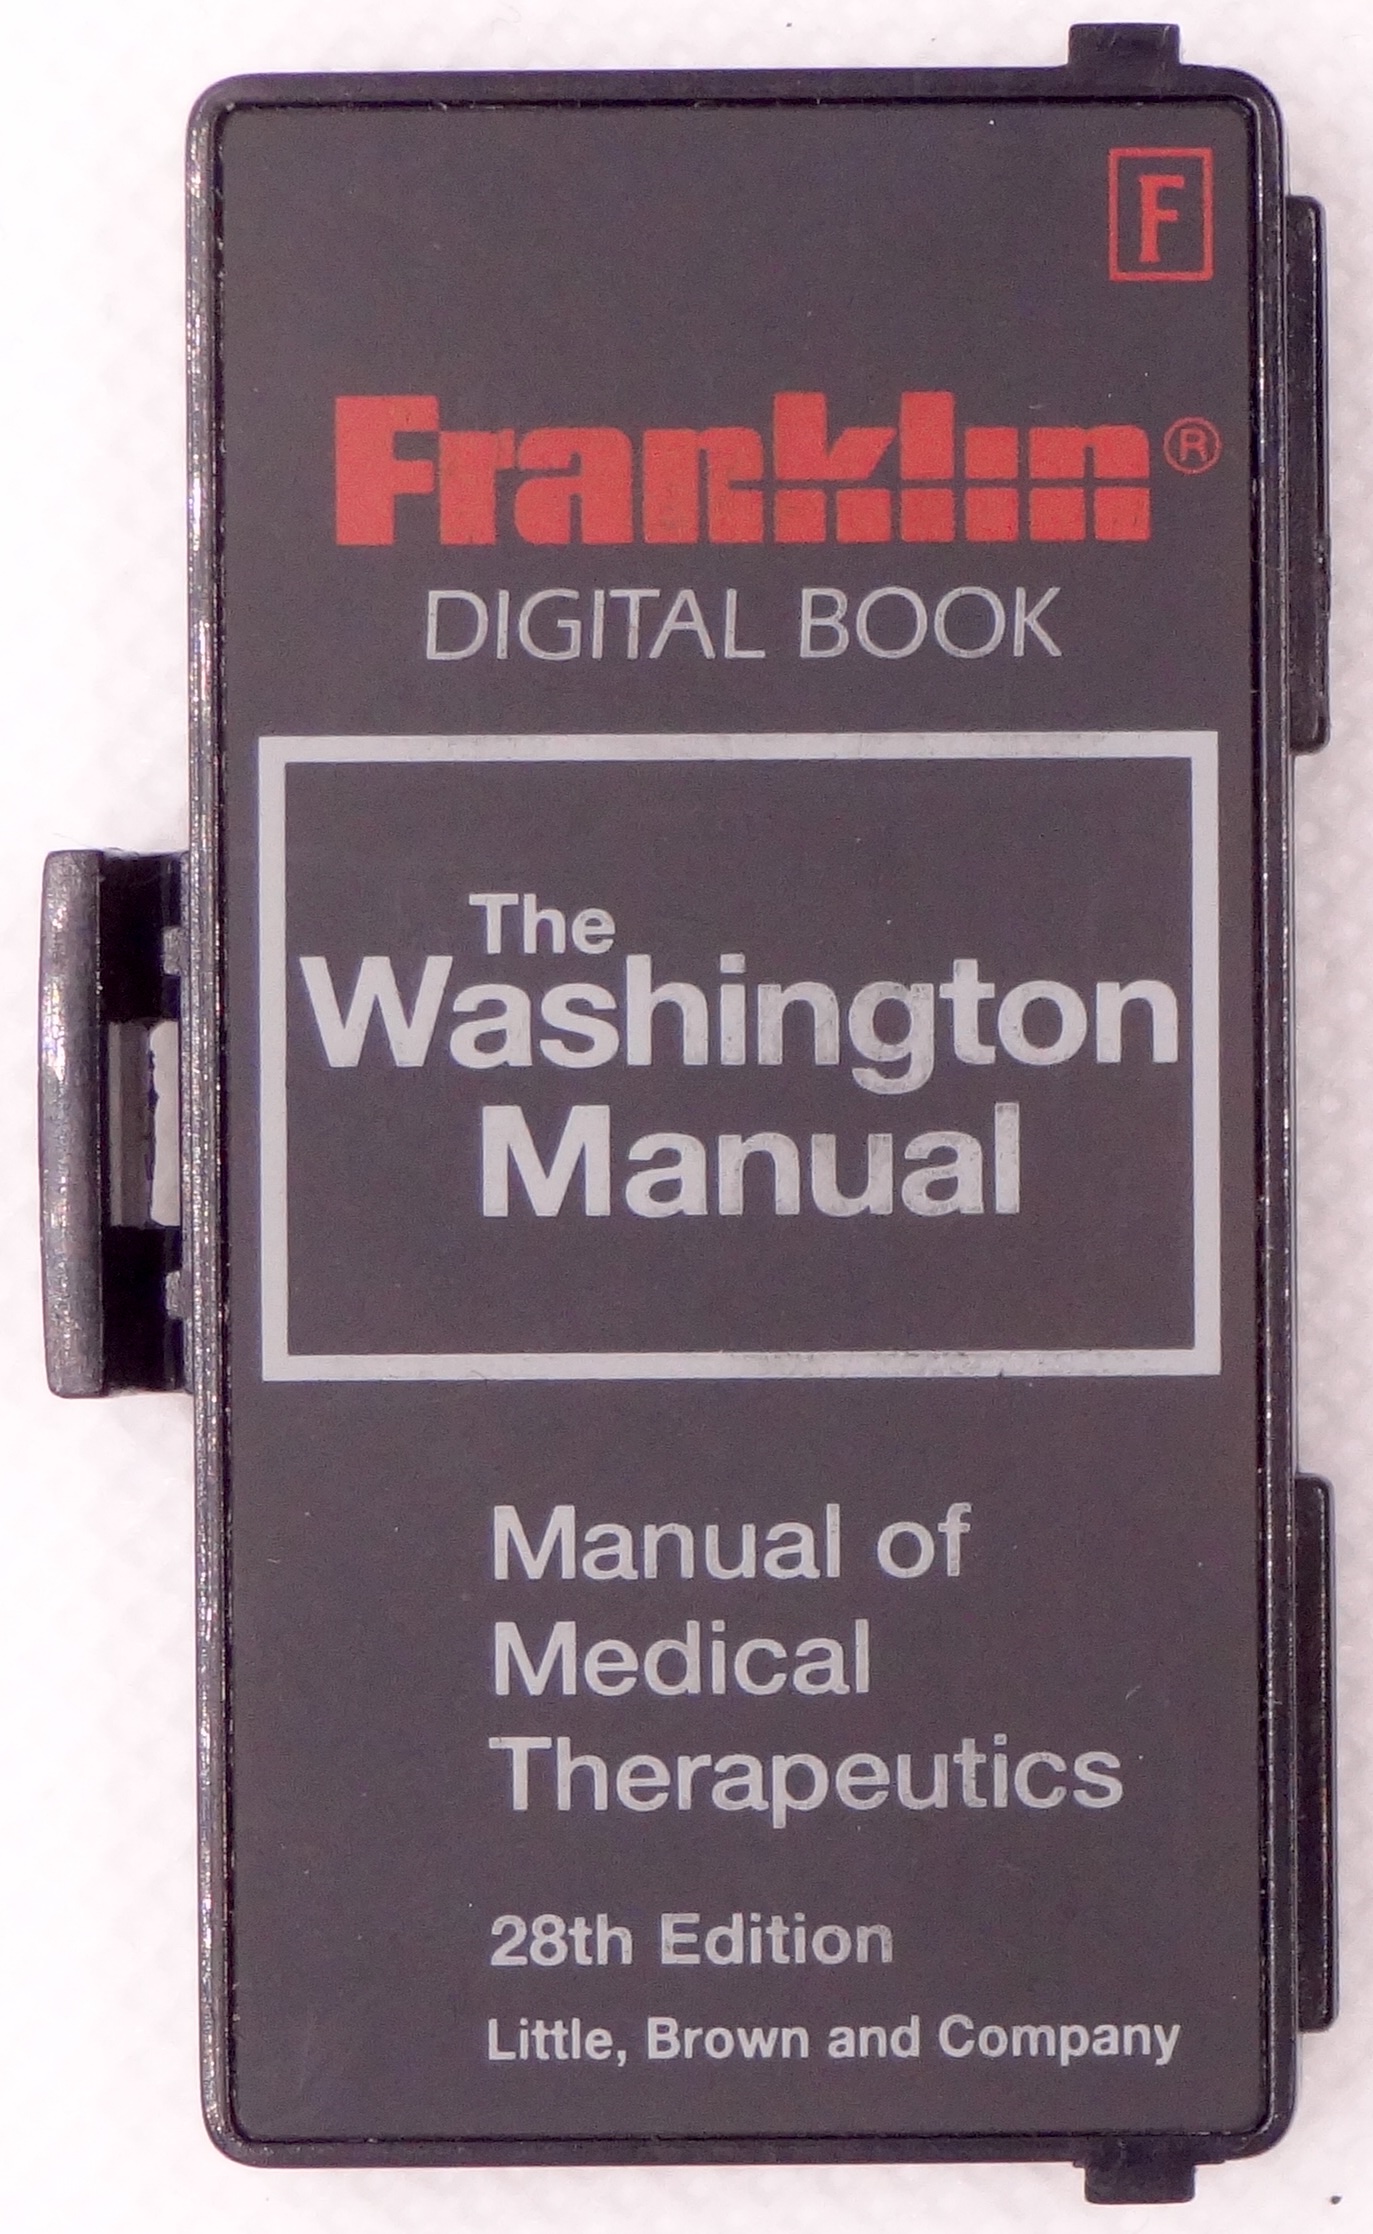 F
Franklin®
DIGITAL BOOK
The
Washington
Manual
Manual of
Medical
Therapeutics
28th Edition
Little, Brown and Company